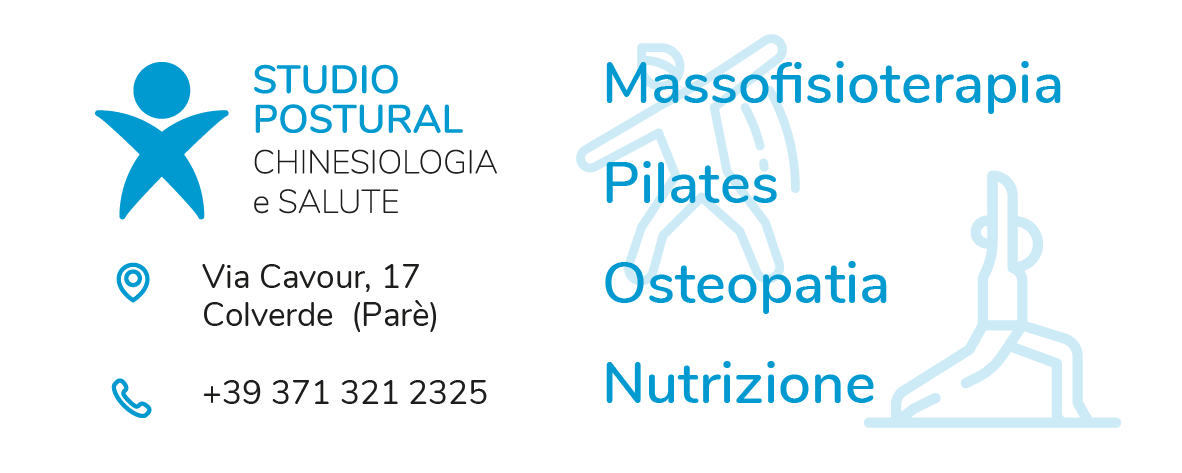 STUDIO
POSTURAL
CHINESIOLOGIA
e SALUTE
Via Cavour, 17
Colverde (Parè)
+39 371 321 2325
Massofisioterapia
Pilates
Osteopatia
Nutrizione